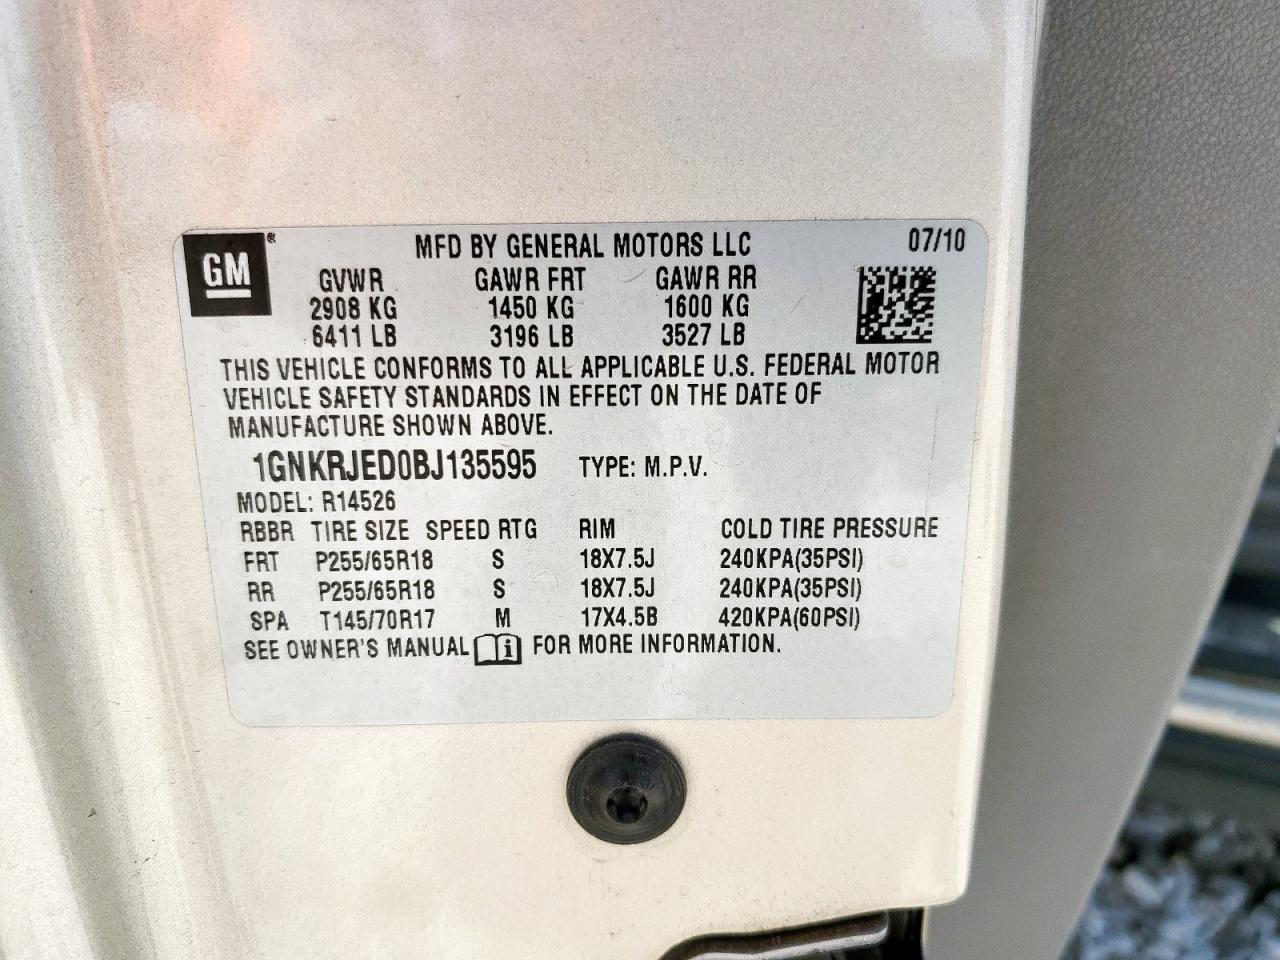 GM ® MFD BY GENERAL MOTORS LLC 07/10
GVWR GAWR FRT GAWR RR
2908 KG 1450 KG 1600 KG
6411 LB 3196 LB 3527 LB
THIS VEHICLE CONFORMS TO ALL APPLICABLE U.S. FEDERAL MOTOR
VEHICLE SAFETY STANDARDS IN EFFECT ON THE DATE OF
MANUFACTURE SHOWN ABOVE.
1GNKRJED0BJ135595 TYPE: M.P.V.
MODEL: R14526
RBBR TIRE SIZE SPEED RTG RIM COLD TIRE PRESSURE
FRT P255/65R18 S 18X7.5J 240KPA(35PSI)
RR P255/65R18 S 18X7.5J 240KPA(35PSI)
SPA T145/70R17 M 17X4.5B 420KPA(60PSI)
SEE OWNER'S MANUAL i FOR MORE INFORMATION.